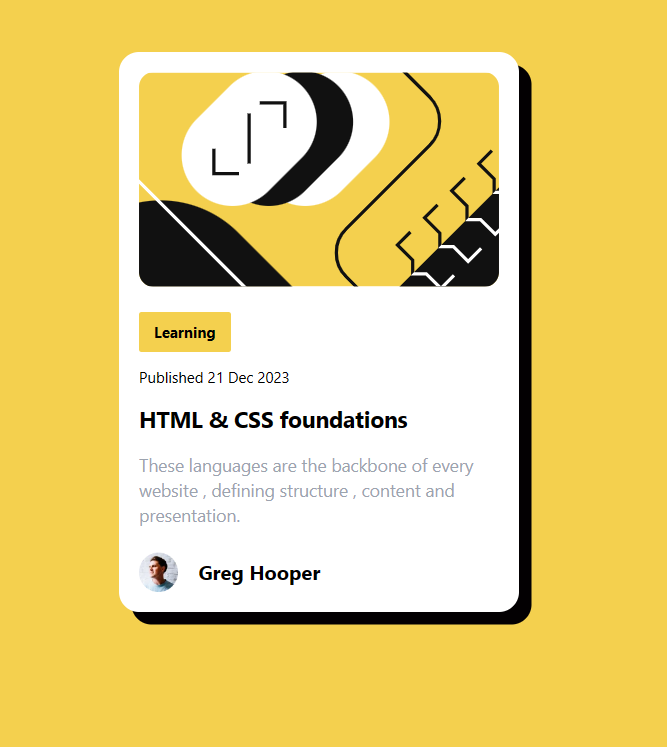 Learning
Published 21 Dec 2023
HTML & CSS foundations
These languages are the backbone of every
website , defining structure , content and
presentation.
Greg Hooper